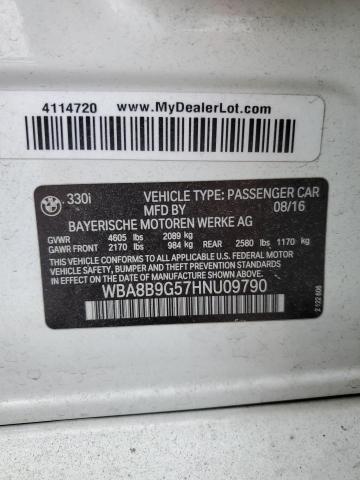 4114720 www.MyDealerLot.com
330i VEHICLE TYPE: PASSENGER CAR
MFD BY 08/16
BAYERISCHE MOTOREN WERKE AG
GVWR 4605 lbs 2089 kg
GAWR FRONT 2170 lbs 984 kg REAR 2580 lbs 1170 kg
THIS VEHICLE CONFORMS TO ALL APPLICABLE U.S. FEDERAL MOTOR
VEHICLE SAFETY, BUMPER, AND THEFT PREVENTION STANDARDS
IN EFFECT ON THE DATE OF MANUFACTURE SHOWN ABOVE.
WBA8B9G57HNU09790
2 122 606